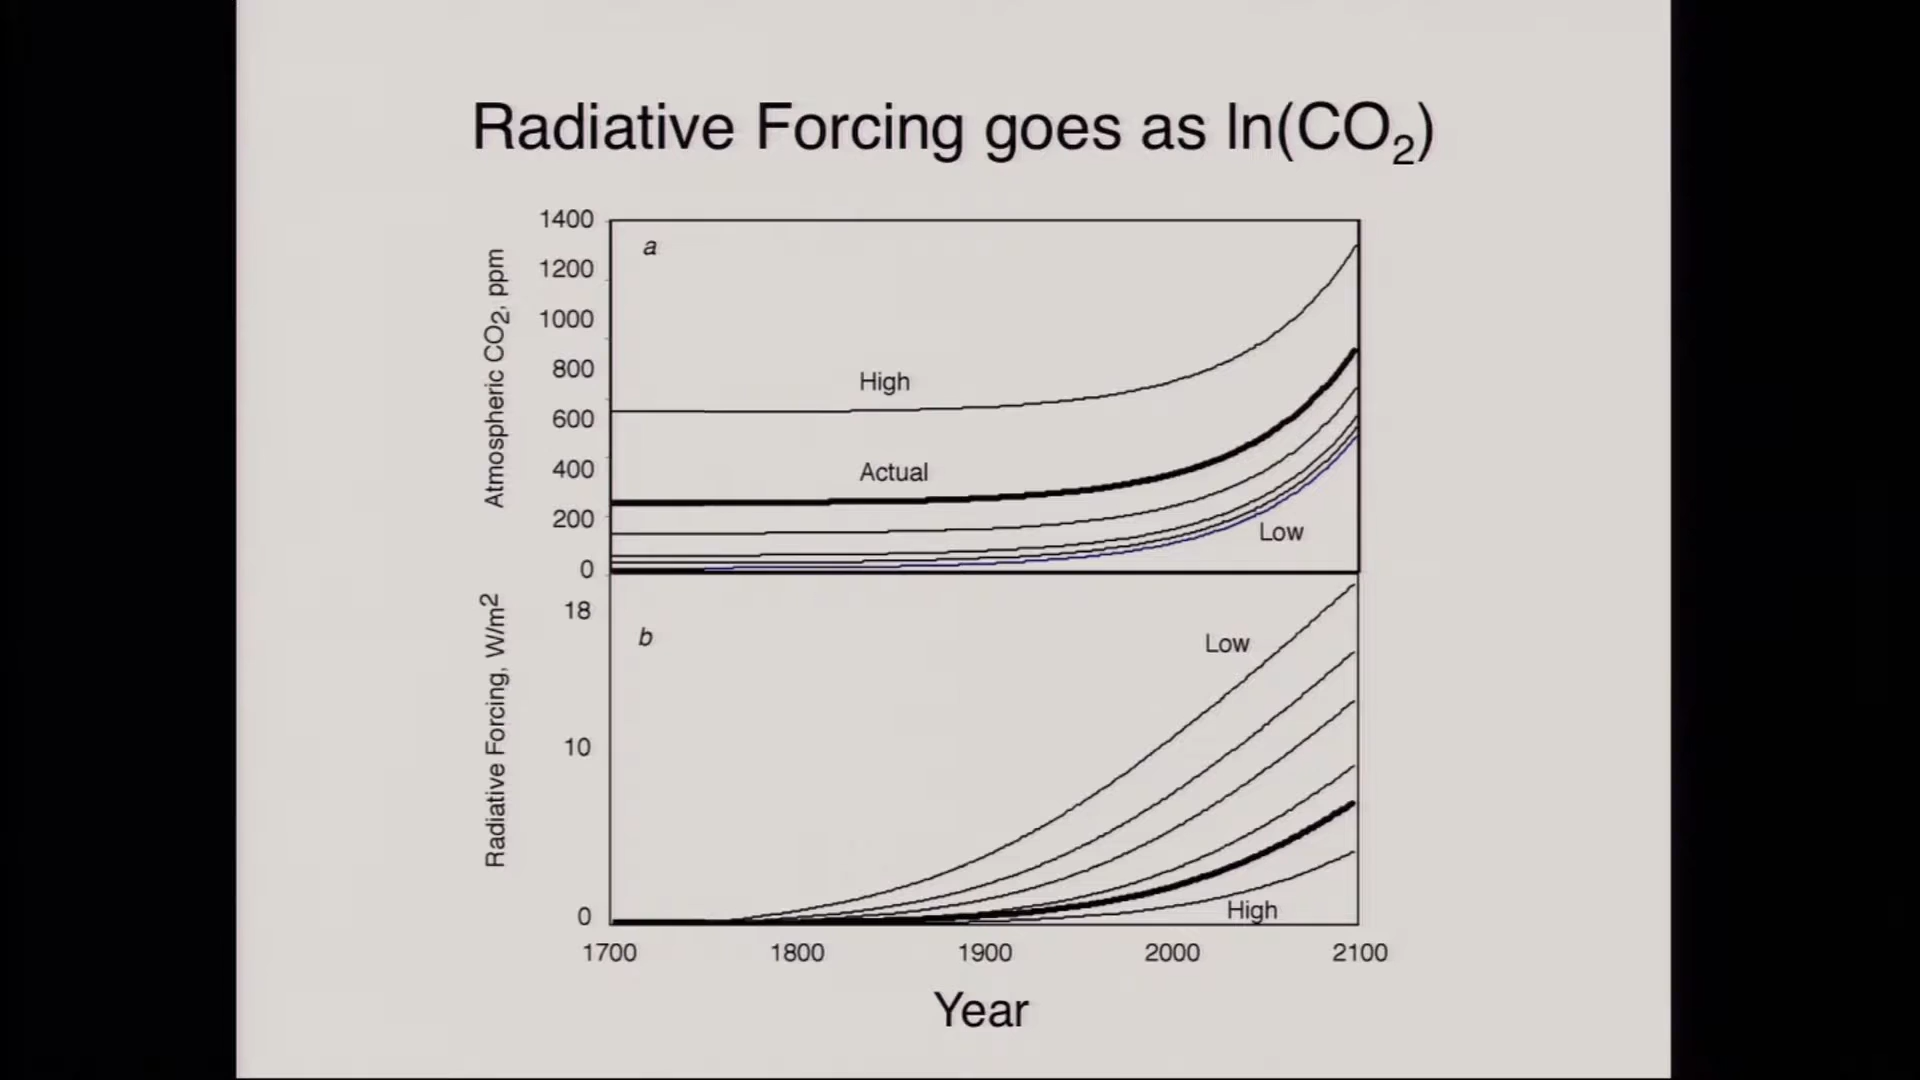 Radiative Forcing goes as ln(CO2)
Atmospheric CO2, ppm
1400
1200
1000
800
600
400
200
0
a
High
Actual
Low
Radiative Forcing, W/m2
18
10
0
b
Low
High
1700 1800 1900 2000 2100
Year